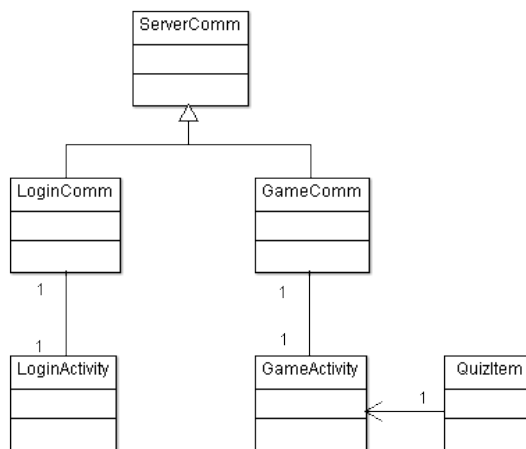 ServerComm
LoginComm
GameComm
1
1
1
1
LoginActivity
GameActivity
1
QuizItem